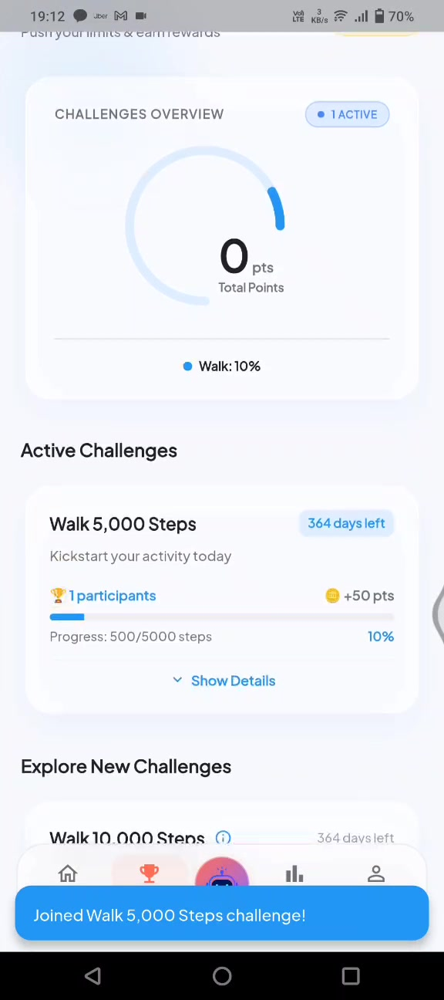 19:12 Jber Vo) LTE 3 KB/s 70%
Push your limits & earn rewards
CHALLENGES OVERVIEW 1 ACTIVE
0 pts
Total Points
Walk: 10%
Active Challenges
Walk 5,000 Steps 364 days left
Kickstart your activity today
1 participants +50 pts
Progress: 500/5000 steps 10%
Show Details
Explore New Challenges
Walk 10,000 Steps 364 days left
Joined Walk 5,000 Steps challenge!